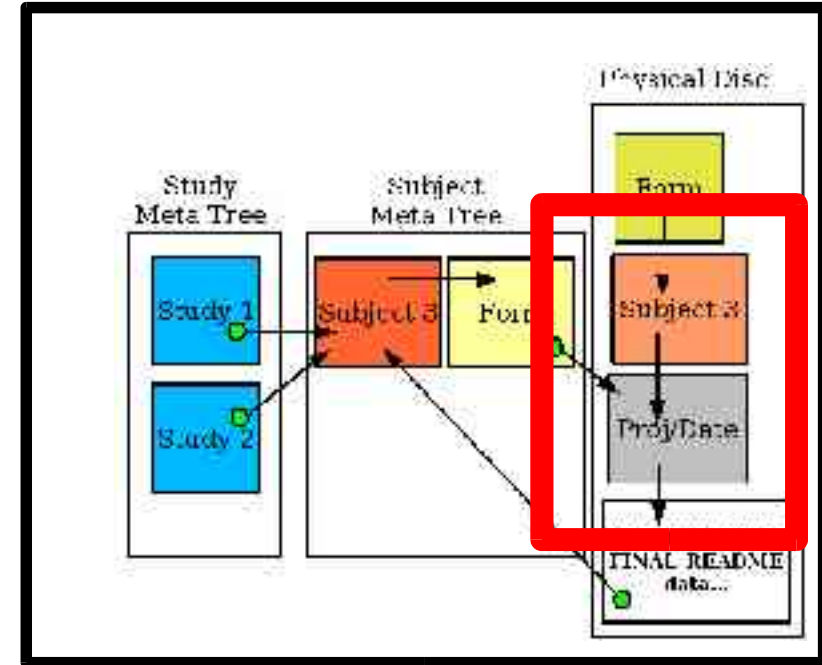 Physical Disc
Study
Meta Tree
Subject
Meta Tree
Form
Study 1
Subject 3
Form
Subject 3
Study 2
Proj/Date
FINAL README
data...